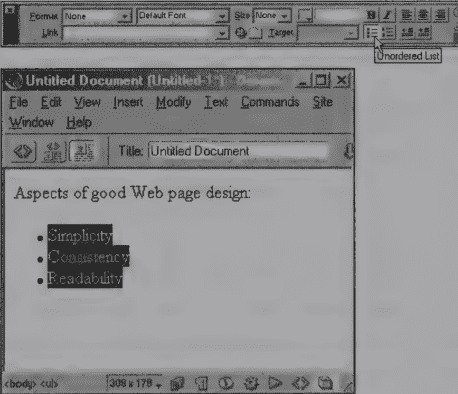 Format None Default Font Size None B I
Link Target
Unordered List
Untitled Document (Untitled-1*)
File Edit View Insert Modify Text Commands Site
Window Help
Title: Untitled Document
Aspects of good Web page design:
• Simplicity
• Consistency
• Readability
<body> <ul> 308 x 178